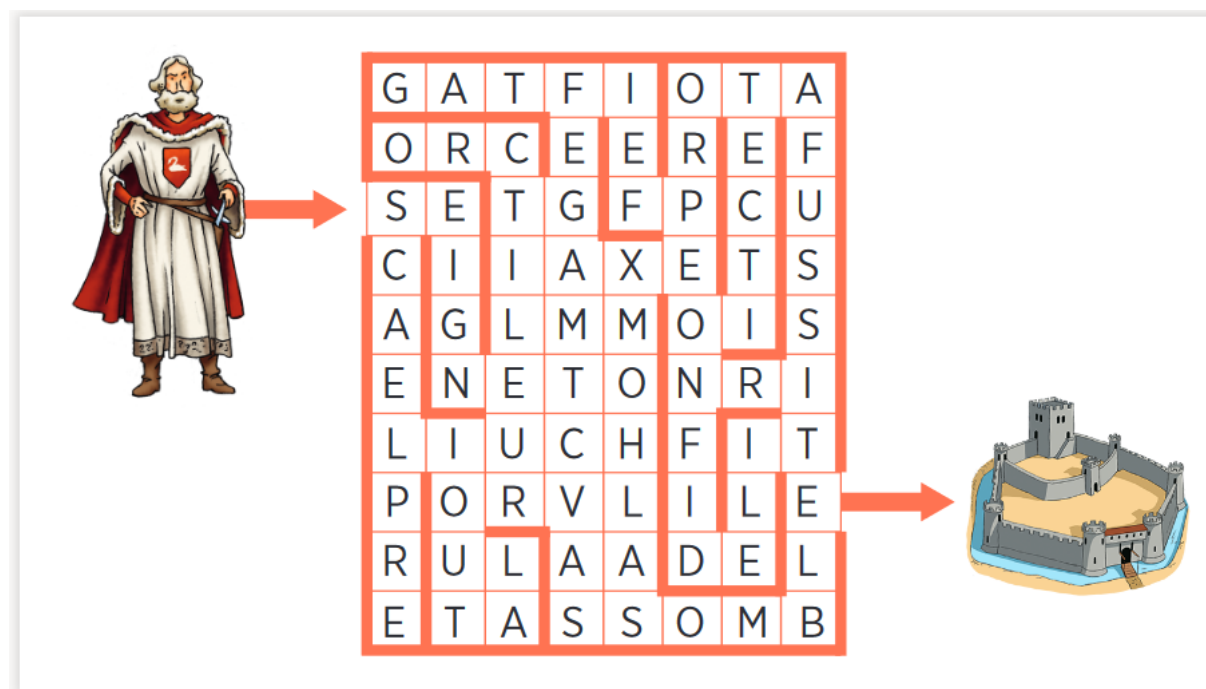 G A T F I O T A
O R C E E R E F
S E T G F P C U
C I I A X E T S
A G L M M O I S
E N E T O N R I
L I U C H F I T
P O R V L I L E
R U L A A D E L
E T A S S O M B